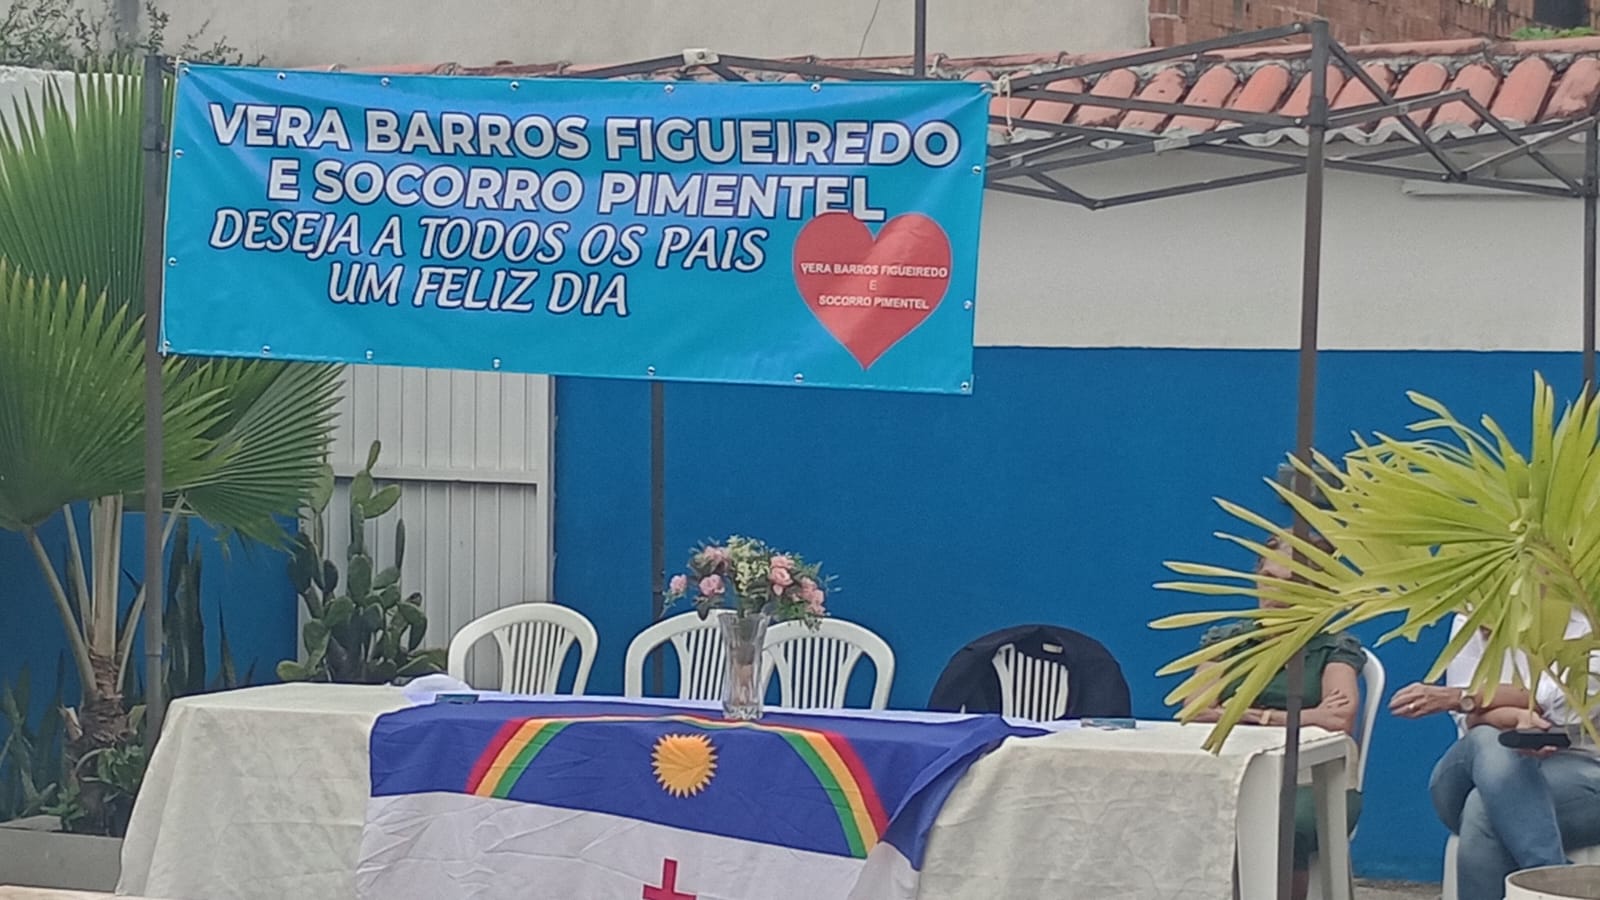 VERA BARROS FIGUEIREDO
E SOCORRO PIMENTEL
DESEJA A TODOS OS PAIS
UM FELIZ DIA
VERA BARROS FIGUEIREDO
E
SOCORRO PIMENTEL